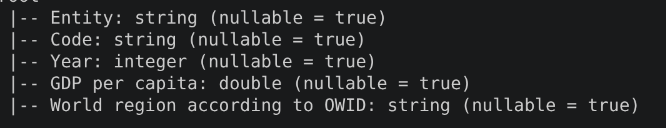 |-- Entity: string (nullable = true)
|-- Code: string (nullable = true)
|-- Year: integer (nullable = true)
|-- GDP per capita: double (nullable = true)
|-- World region according to OWID: string (nullable = true)